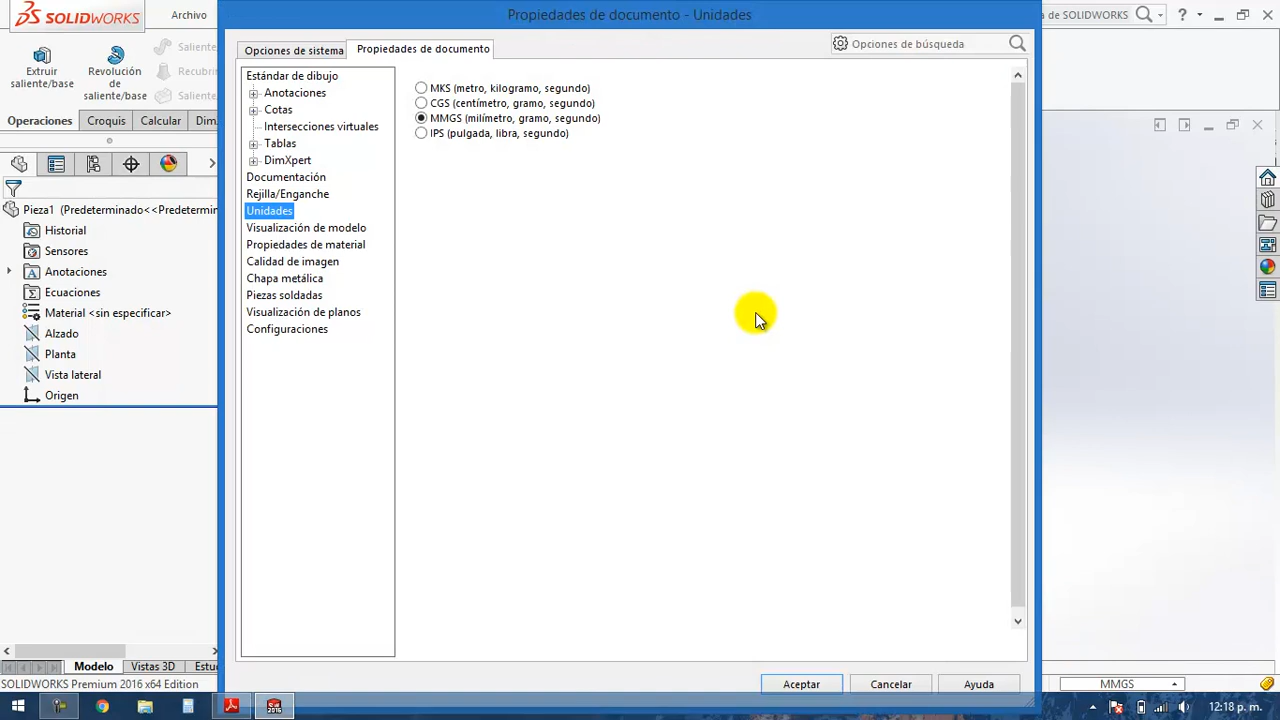 SOLIDWORKS
Archivo
Propiedades de documento - Unidades
da de SOLIDWORKS
?
Extruir
saliente/base
Revolución
de
saliente/base
Saliente
Recubrir
Saliente
Operaciones
Croquis
Calcular
Dim
Opciones de sistema
Propiedades de documento
Opciones de búsqueda
Estándar de dibujo
Anotaciones
Cotas
Intersecciones virtuales
Tablas
DimXpert
Documentación
Rejilla/Enganche
Unidades
Visualización de modelo
Propiedades de material
Calidad de imagen
Chapa metálica
Piezas soldadas
Visualización de planos
Configuraciones
MKS (metro, kilogramo, segundo)
CGS (centímetro, gramo, segundo)
MMGS (milímetro, gramo, segundo)
IPS (pulgada, libra, segundo)
Pieza1 (Predeterminado<<Predetermin
Historial
Sensores
Anotaciones
Ecuaciones
Material <sin especificar>
Alzado
Planta
Vista lateral
Origen
Modelo
Vistas 3D
Estu
Aceptar
Cancelar
Ayuda
SOLIDWORKS Premium 2016 x64 Edition
MMGS
2016
12:18 p. m.